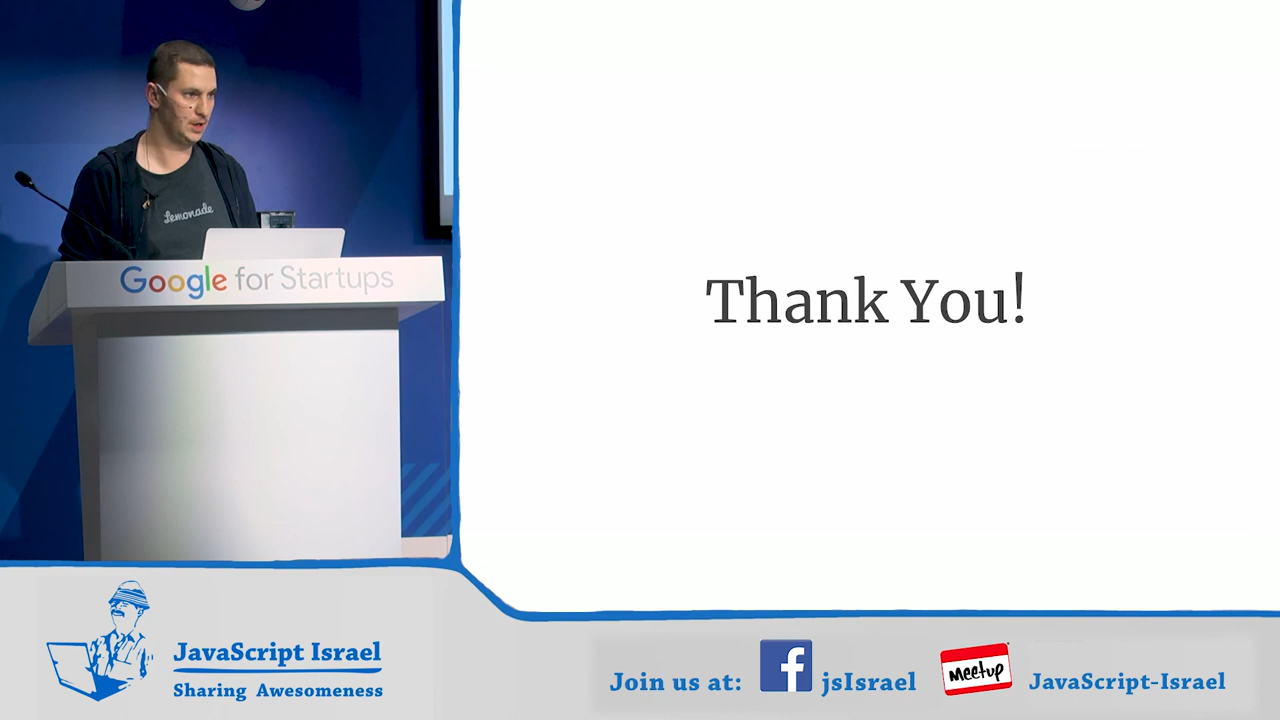 Lemonade
Google for Startups
Thank You!
JavaScript Israel
Sharing Awesomeness
Join us at:
f
jsIsrael
Meetup
JavaScript-Israel